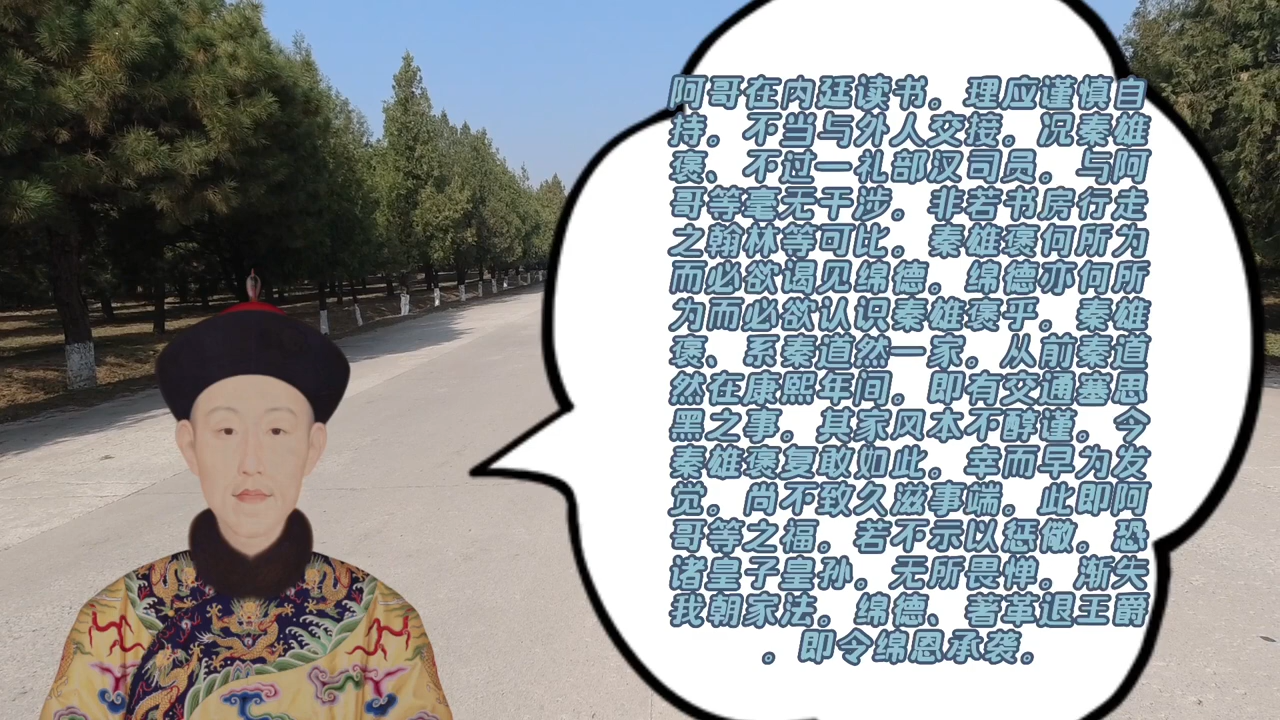 阿哥在内廷读书。理应谨慎自
持。不当与外人交接。况秦雄
褒、不过一礼部汉司员。与阿
哥等毫无干涉。非若书房行走
之翰林等可比。秦雄褒何所为
而必欲谒见绵德。绵德亦何所
为而必欲认识秦雄褒乎。秦雄
褒、系秦道然一家。从前秦道
然在康熙年间。即有交通塞思
黑之事。其家风本不醇谨。今
秦雄褒复敢如此。幸而早为发
觉。尚不致久滋事端。此即阿
哥等之福。若不示以惩儆。恐
诸皇子皇孙。无所畏惮。渐失
我朝家法。绵德、著革退王爵
。即令绵恩承袭。